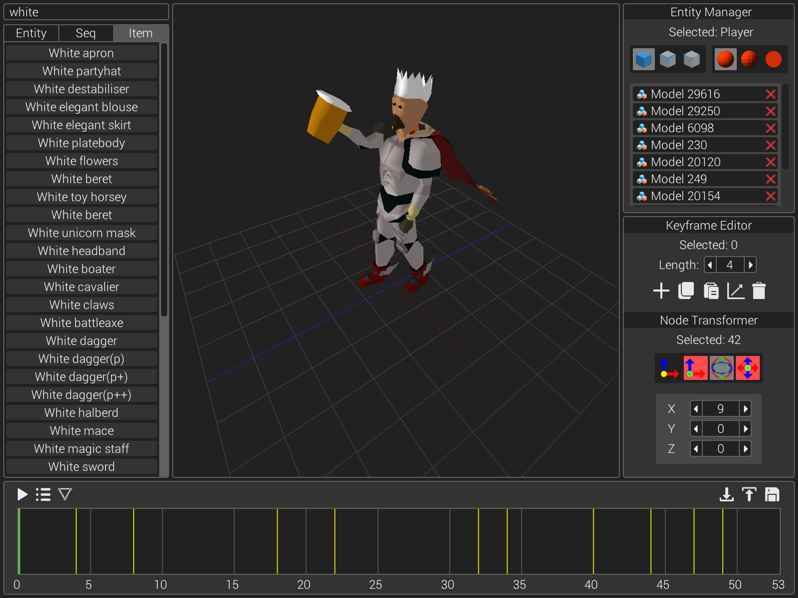 white
Entity Seq Item
White apron
White partyhat
White destabiliser
White elegant blouse
White elegant skirt
White platebody
White flowers
White beret
White toy horsey
White beret
White unicorn mask
White headband
White boater
White cavalier
White claws
White battleaxe
White dagger
White dagger(p)
White dagger(p+)
White dagger(p++)
White halberd
White mace
White magic staff
White sword
Entity Manager
Selected: Player
Model 29616
Model 29250
Model 6098
Model 230
Model 20120
Model 249
Model 20154
Keyframe Editor
Selected: 0
Length: 4
Node Transformer
Selected: 42
X 9
Y 0
Z 0
0 5 10 15 20 25 30 35 40 45 50 53